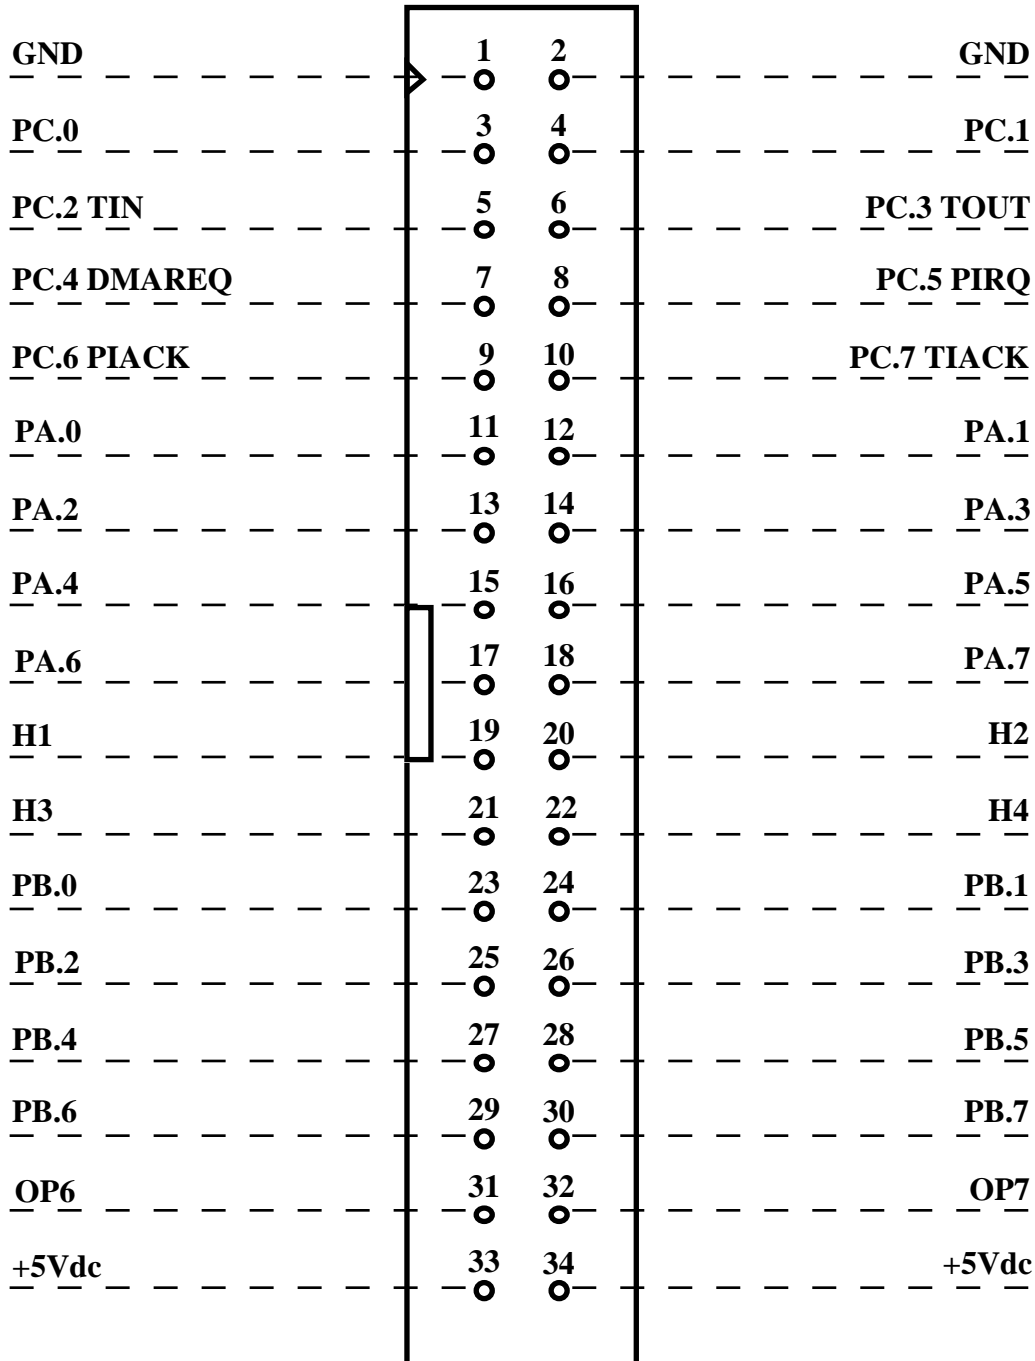 GND 1 2 GND
PC.0 3 4 PC.1
PC.2 TIN 5 6 PC.3 TOUT
PC.4 DMAREQ 7 8 PC.5 PIRQ
PC.6 PIACK 9 10 PC.7 TIACK
PA.0 11 12 PA.1
PA.2 13 14 PA.3
PA.4 15 16 PA.5
PA.6 17 18 PA.7
H1 19 20 H2
H3 21 22 H4
PB.0 23 24 PB.1
PB.2 25 26 PB.3
PB.4 27 28 PB.5
PB.6 29 30 PB.7
OP6 31 32 OP7
+5Vdc 33 34 +5Vdc